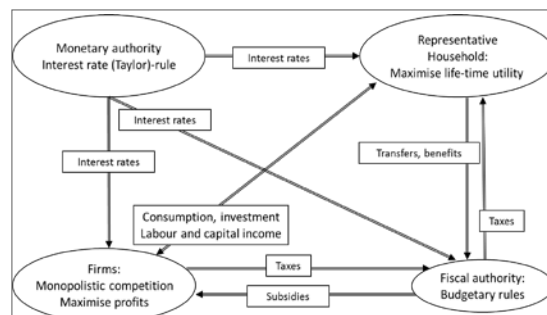 Monetary authority
Interest rate (Taylor)-rule
Interest rates
Representative
Household:
Maximise life-time utility
Interest rates
Interest rates
Transfers, benefits
Consumption, investment
Labour and capital income
Taxes
Firms:
Monopolistic competition
Maximise profits
Taxes
Subsidies
Fiscal authority:
Budgetary rules